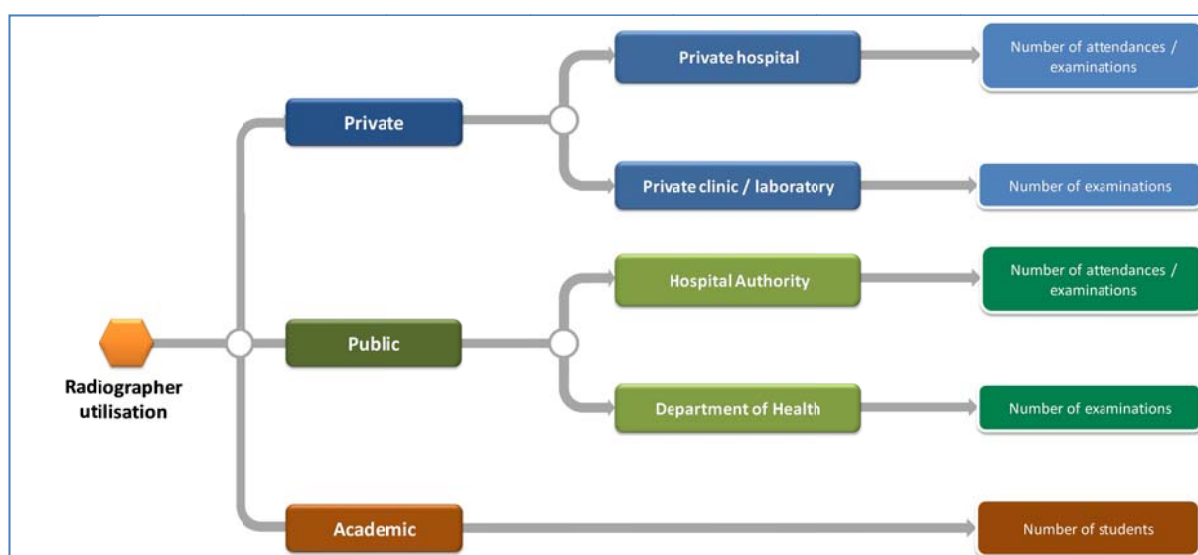 Private hospital
Number of attendances /
examinations
Private
Private clinic / laboratory
Number of examinations
Hospital Authority
Number of attendances /
examinations
Public
Radiographer
utilisation
Department of Health
Number of examinations
Academic
Number of students